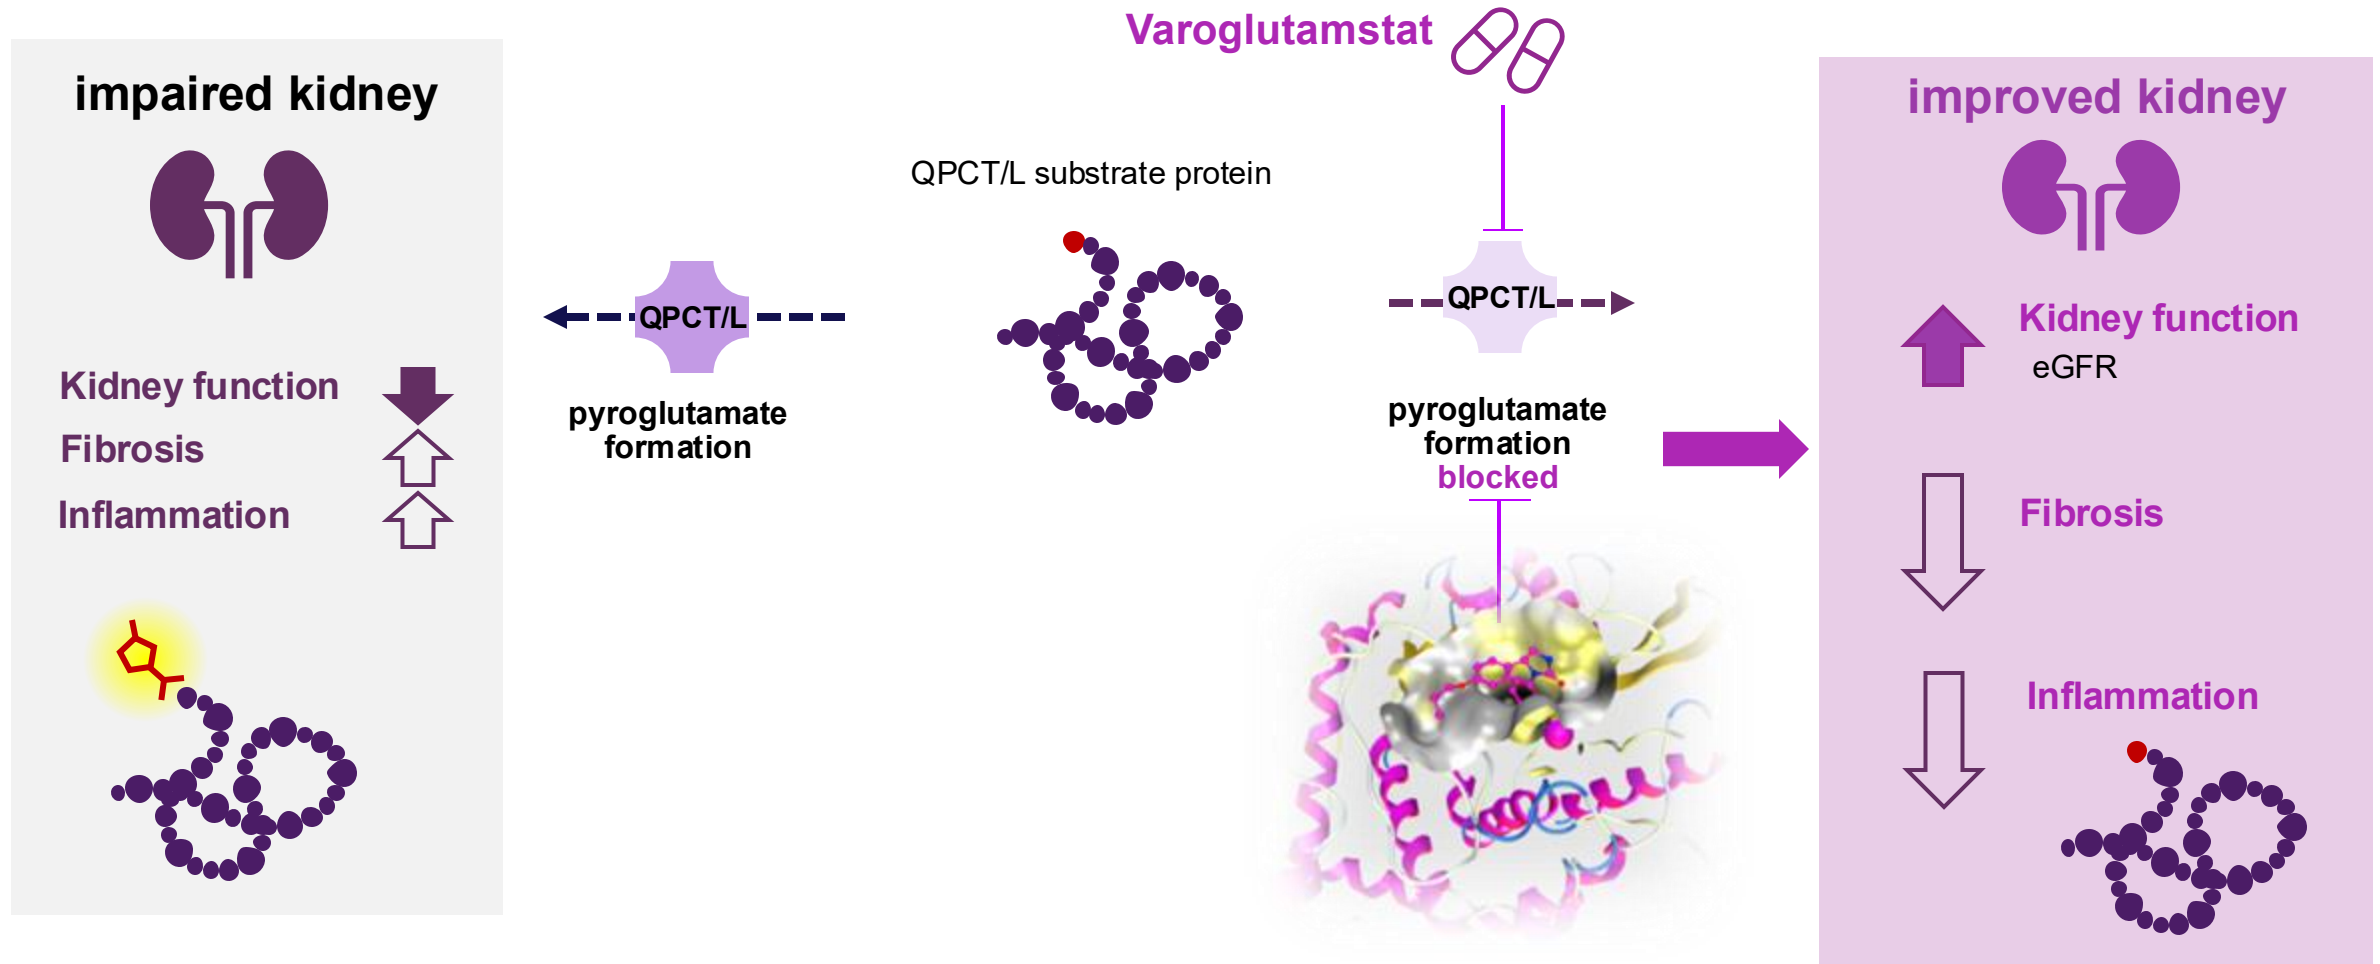 impaired kidney
Kidney function
Fibrosis
Inflammation
QPCT/L
pyroglutamate
formation
QPCT/L substrate protein
Varoglutamstat
QPCT/L
pyroglutamate
formation
blocked
improved kidney
Kidney function
eGFR
Fibrosis
Inflammation